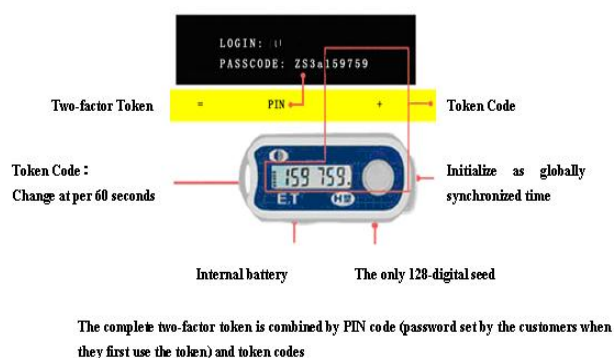 LOGIN:
PASSCODE: ZS3a159759
Two-factor Token = PIN + Token Code
159 759.
E.T
Token Code：
Change at per 60 seconds
Initialize as globally
synchronized time
Internal battery
The only 128-digital seed
The complete two-factor token is combined by PIN code (password set by the customers when
they first use the token) and token codes